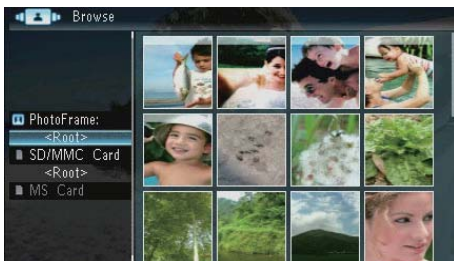 Browse
PhotoFrame:
<Root>
SD/MMC Card
<Root>
MS Card